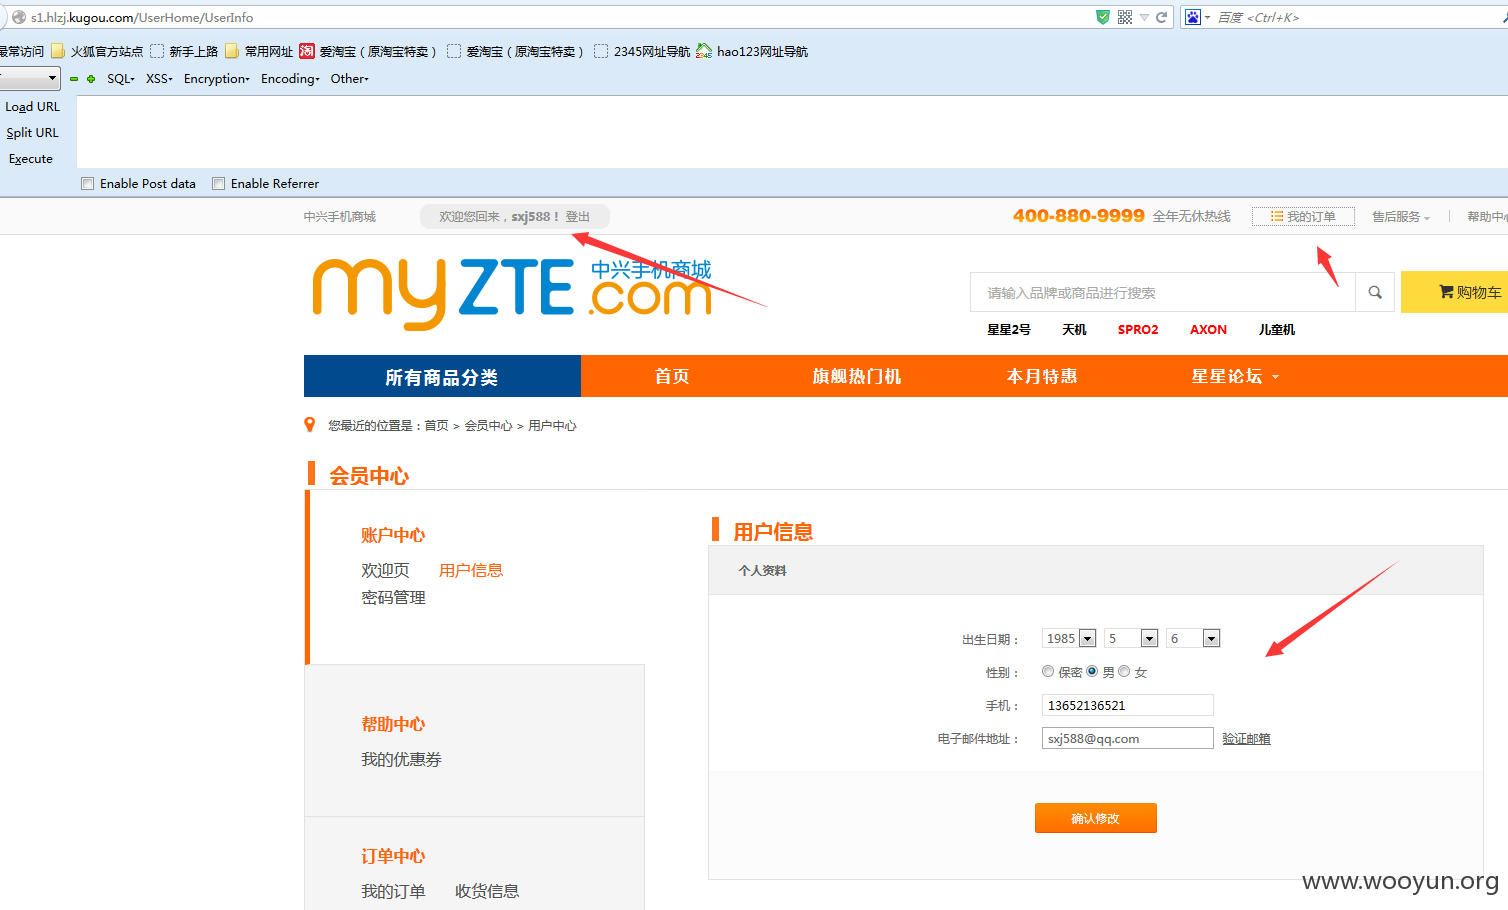 s1.hlzj.kugou.com/UserHome/UserInfo
百度 <Ctrl+K>
最常访问 火狐官方站点 新手上路 常用网址 爱淘宝（原淘宝特卖） 爱淘宝（原淘宝特卖） 2345网址导航 hao123网址导航
SQL XSS Encryption Encoding Other
Load URL
Split URL
Execute
Enable Post data Enable Referrer
中兴手机商城 欢迎您回来，sxj588！ 登出 400-880-9999 全年无休热线 我的订单 售后服务 帮助中心
myZTE.com 中兴手机商城
请输入品牌或商品进行搜索 购物车
星星2号 天机 SPRO2 AXON 儿童机
所有商品分类 首页 旗舰热门机 本月特惠 星星论坛
您最近的位置是：首页 > 会员中心 > 用户中心
会员中心
账户中心
欢迎页 用户信息
密码管理
帮助中心
我的优惠券
订单中心
我的订单 收货信息
用户信息
个人资料
出生日期： 1985 5 6
性别： 保密 男 女
手机： 13652136521
电子邮件地址： sxj588@qq.com 验证邮箱
确认修改
www.wooyun.org